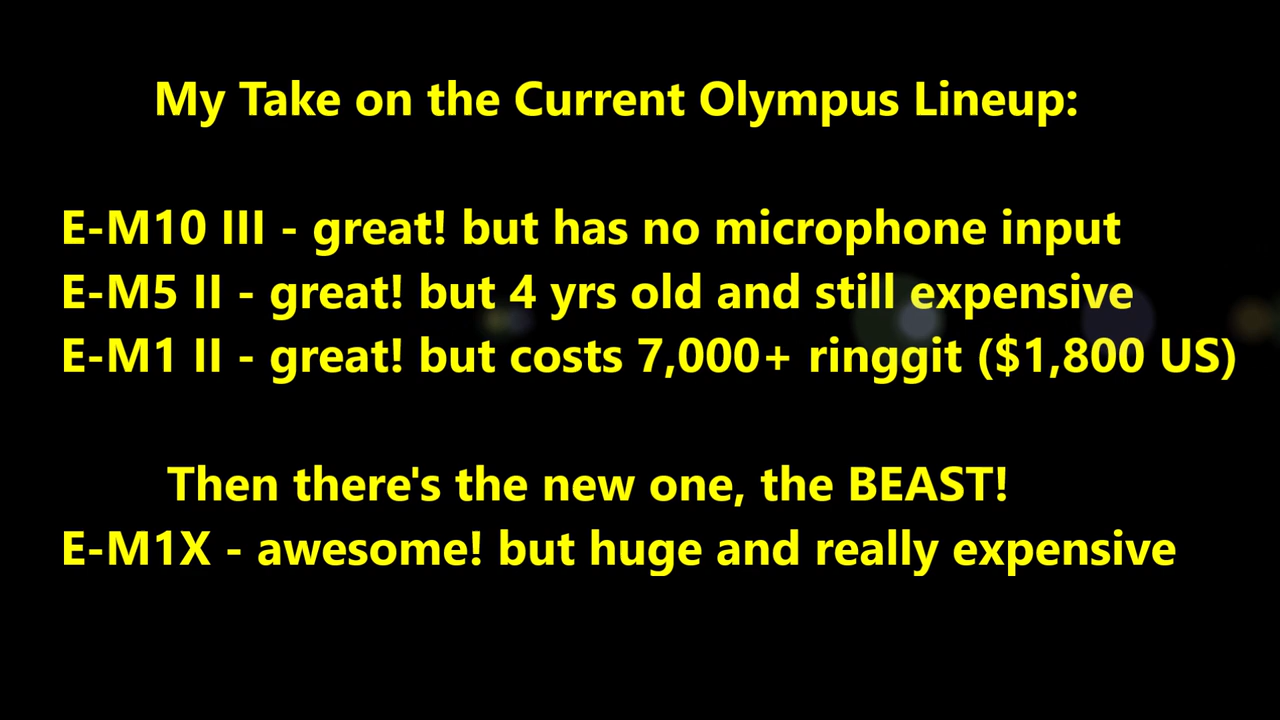 My Take on the Current Olympus Lineup:
E-M10 III - great! but has no microphone input
E-M5 II - great! but 4 yrs old and still expensive
E-M1 II - great! but costs 7,000+ ringgit ($1,800 US)
Then there's the new one, the BEAST!
E-M1X - awesome! but huge and really expensive